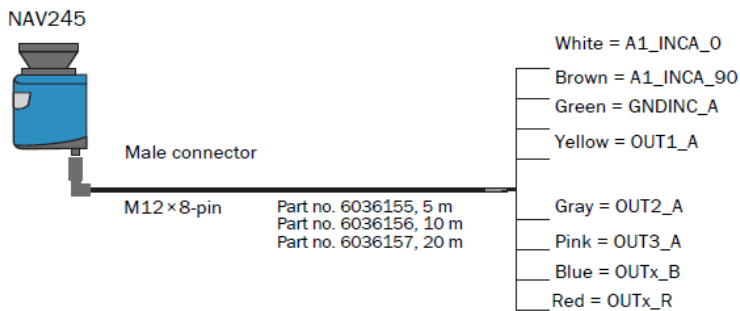 NAV245
White = A1_INCA_0
Brown = A1_INCA_90
Green = GNDINC_A
Yellow = OUT1_A
Male connector
M12×8-pin
Part no. 6036155, 5 m
Part no. 6036156, 10 m
Part no. 6036157, 20 m
Gray = OUT2_A
Pink = OUT3_A
Blue = OUTx_B
Red = OUTx_R